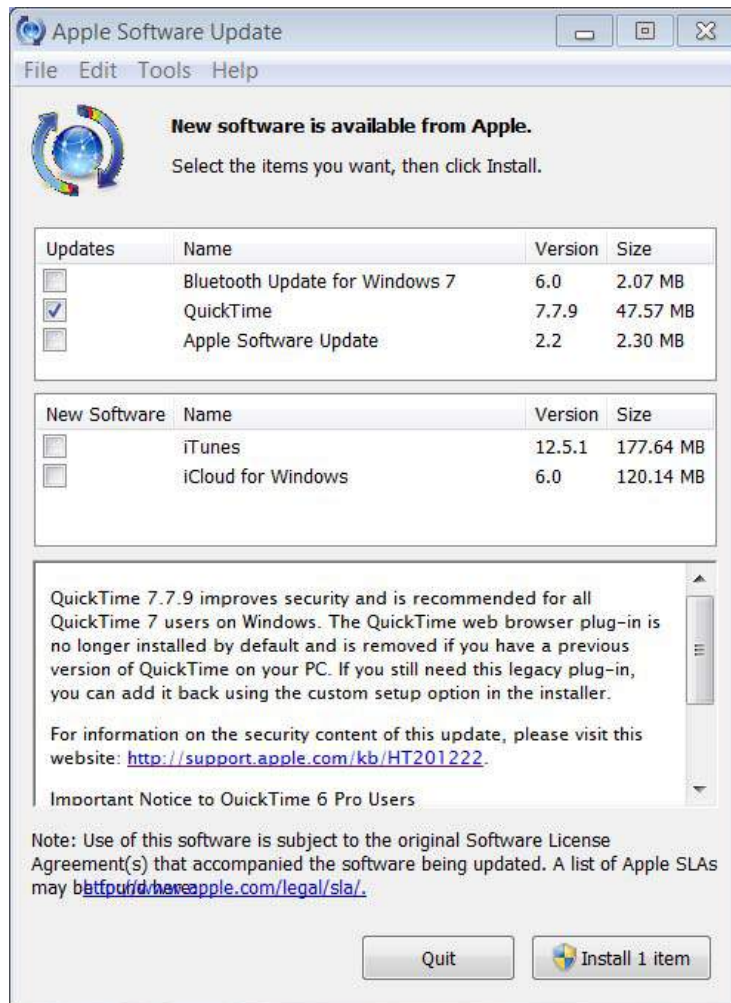 Apple Software Update
File Edit Tools Help
New software is available from Apple.
Select the items you want, then click Install.
Updates Name Version Size
Bluetooth Update for Windows 7 6.0 2.07 MB
QuickTime 7.7.9 47.57 MB
Apple Software Update 2.2 2.30 MB
New Software Name Version Size
iTunes 12.5.1 177.64 MB
iCloud for Windows 6.0 120.14 MB
QuickTime 7.7.9 improves security and is recommended for all
QuickTime 7 users on Windows. The QuickTime web browser plug-in is
no longer installed by default and is removed if you have a previous
version of QuickTime on your PC. If you still need this legacy plug-in,
you can add it back using the custom setup option in the installer.
For information on the security content of this update, please visit this
website: http://support.apple.com/kb/HT201222.
Important Notice to QuickTime 6 Pro Users
Note: Use of this software is subject to the original Software License
Agreement(s) that accompanied the software being updated. A list of Apple SLAs
may be found here: http://www.apple.com/legal/sla/.
Quit Install 1 item